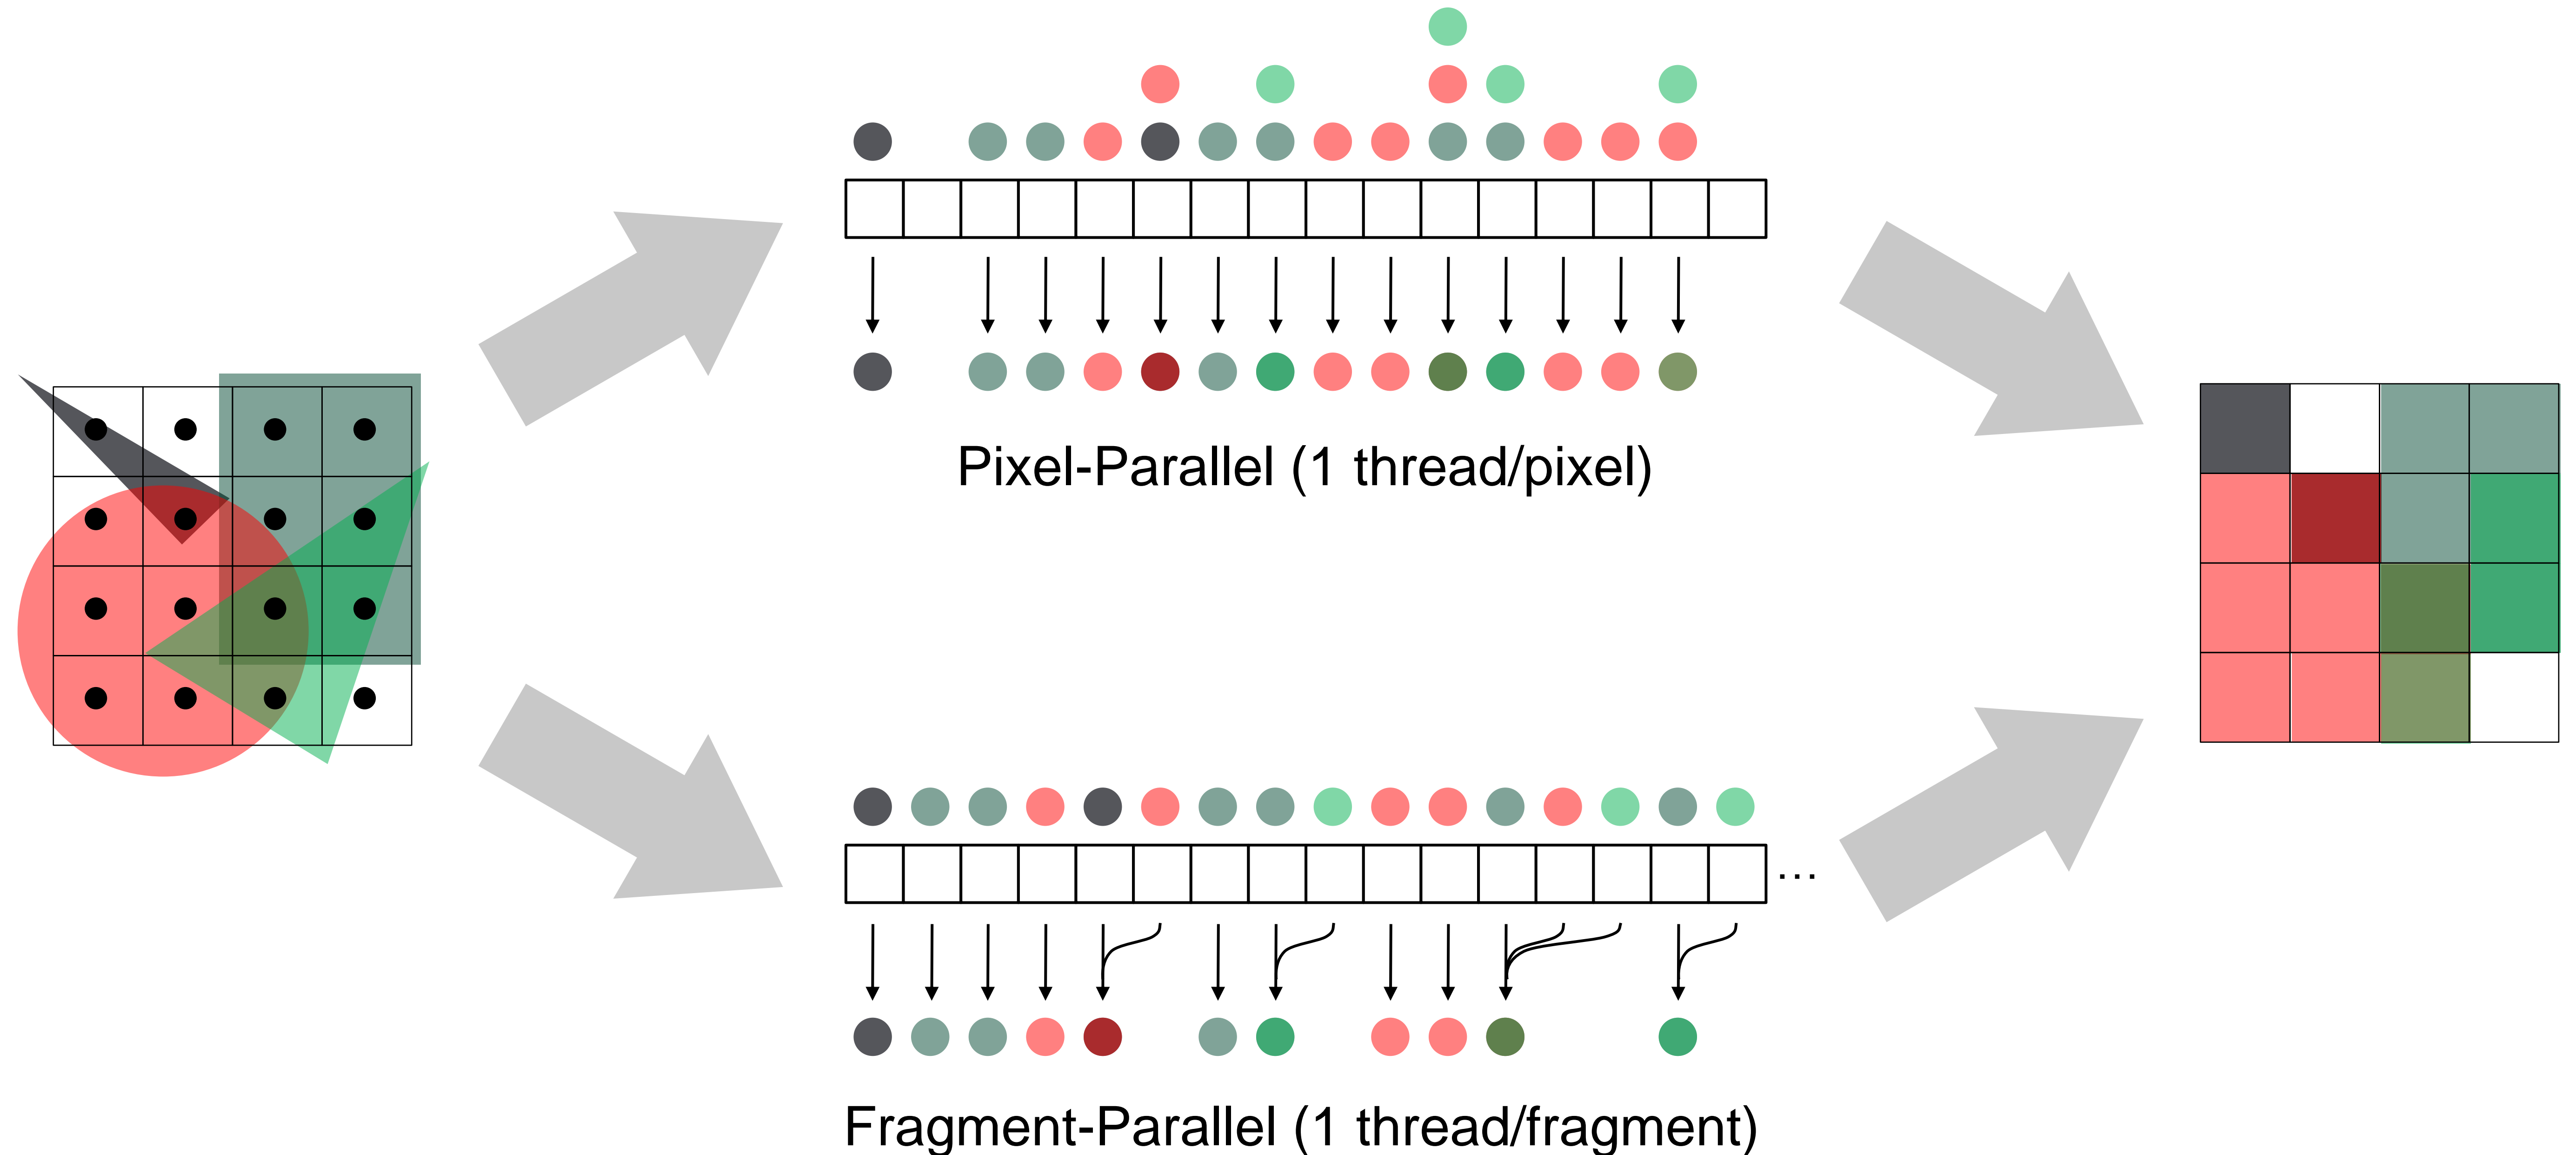 Pixel-Parallel (1 thread/pixel)
...
Fragment-Parallel (1 thread/fragment)